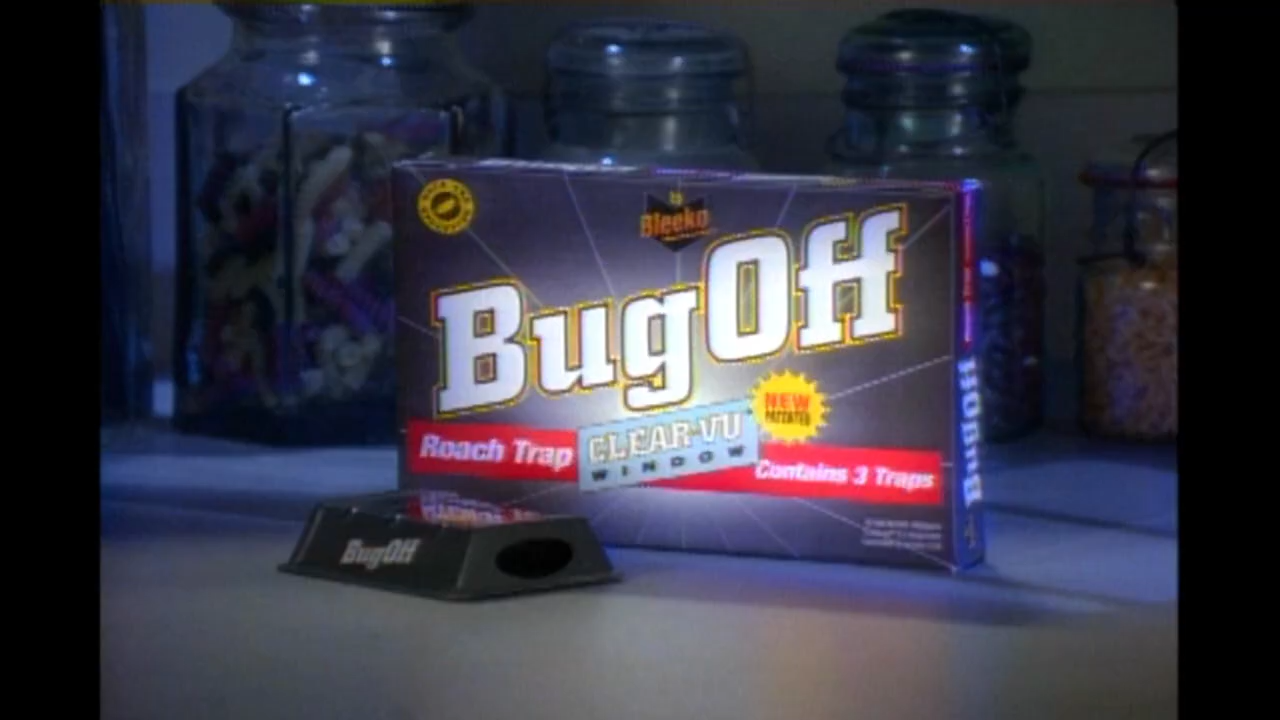 Bleeko
BugOff
NEW
PATENTED
Roach Trap
CLEAR-VU
WINDOW
Contains 3 Traps
BugOff
BugOff